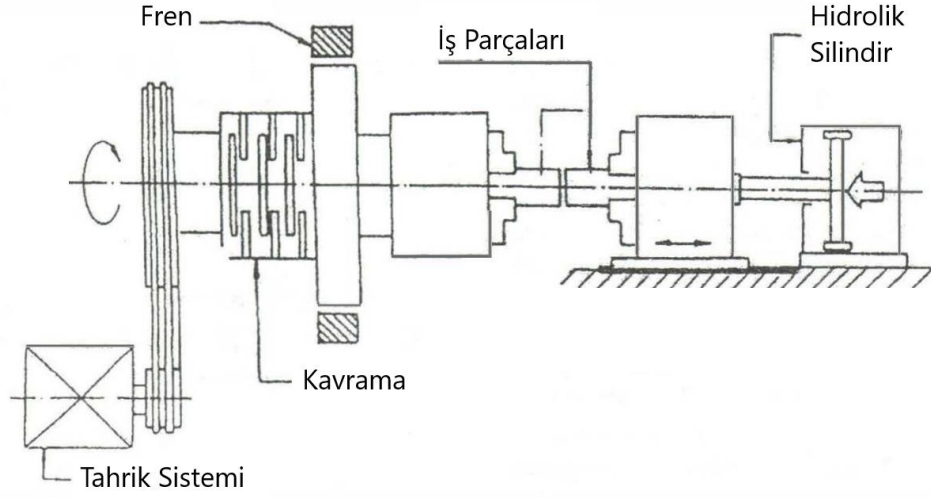 Fren
İş Parçaları
Hidrolik
Silindir
Kavrama
Tahrik Sistemi